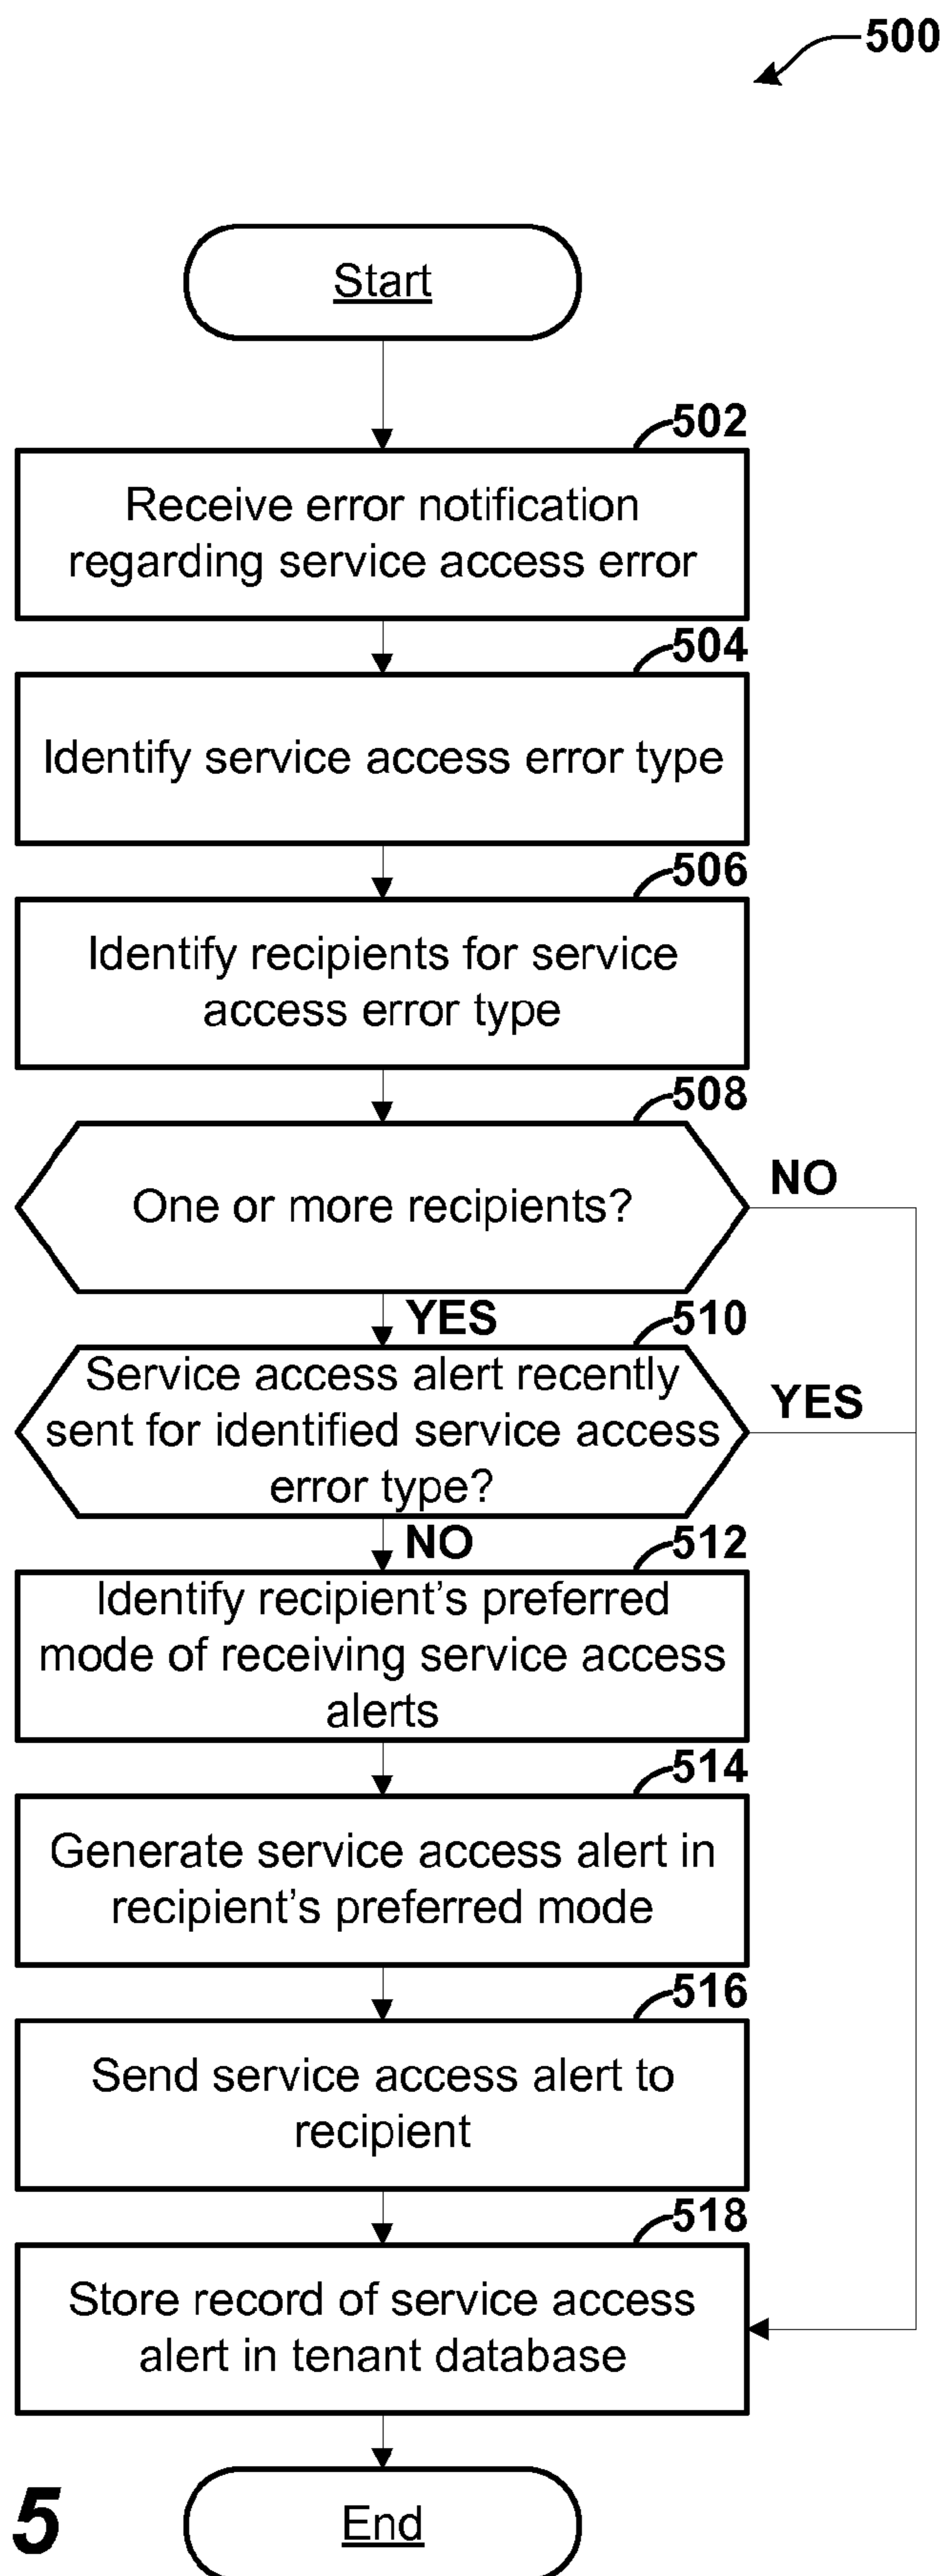 500
Start
502
Receive error notification
regarding service access error
504
Identify service access error type
506
Identify recipients for service
access error type
508
One or more recipients?
NO
YES
510
Service access alert recently
sent for identified service access
error type?
YES
NO
512
Identify recipient’s preferred
mode of receiving service access
alerts
514
Generate service access alert in
recipient’s preferred mode
516
Send service access alert to
recipient
518
Store record of service access
alert in tenant database
5
End